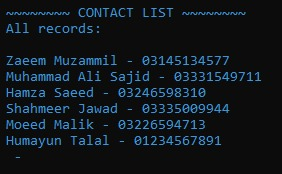 ~~~~~~~~ CONTACT LIST ~~~~~~~~
All records:
Zaeem Muzammil - 03145134577
Muhammad Ali Sajid - 03331549711
Hamza Saeed - 03246598310
Shahmeer Jawad - 03335009944
Moeed Malik - 03226594713
Humayun Talal - 01234567891
-